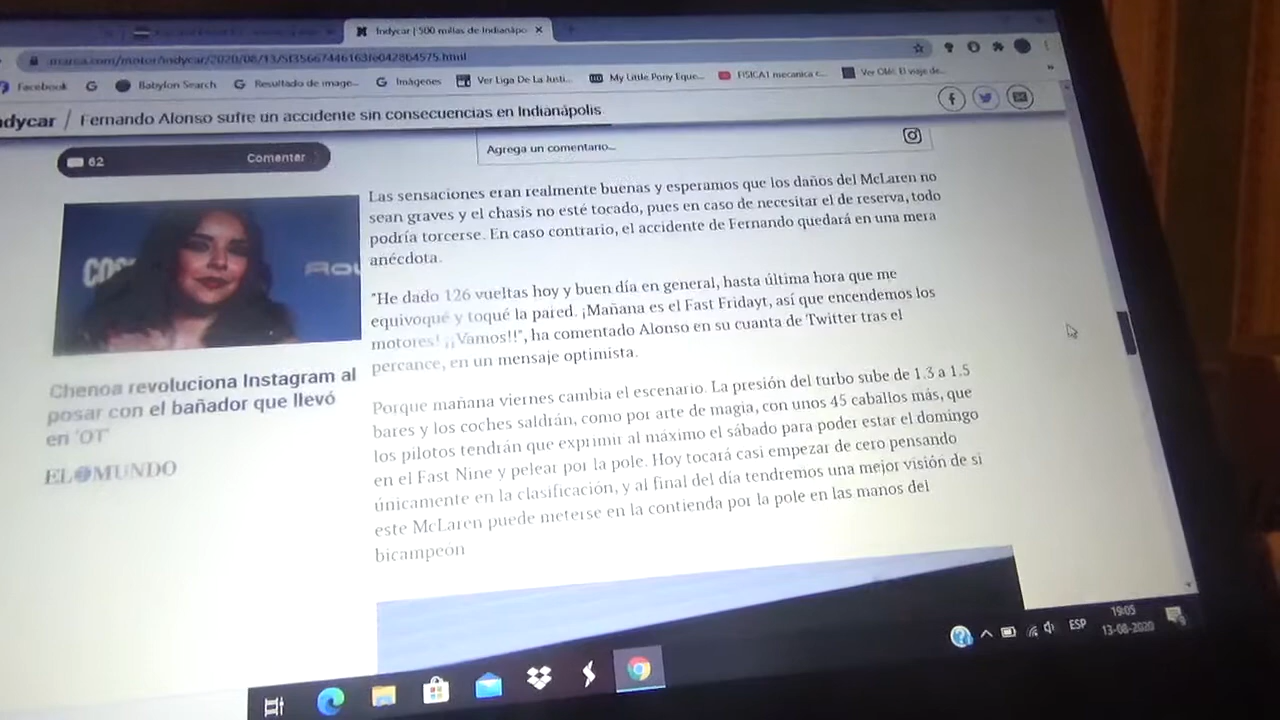 Indycar | 500 millas de Indianápo
marca.com/motor/indycar/2020/08/13/5f35667446163fe0428b4575.html
Facebook
Babylon Search
Resultado de image...
Imágenes
Ver Liga De La Justi...
My Little Pony Eque...
FISICA1 mecanica c...
Ver Olé: El viaje de...
ndycar / Fernando Alonso sufre un accidente sin consecuencias en Indianápolis
62 Comentar
Agrega un comentario...
Las sensaciones eran realmente buenas y esperamos que los daños del McLaren no
sean graves y el chasis no esté tocado, pues en caso de necesitar el de reserva, todo
podría torcerse. En caso contrario, el accidente de Fernando quedará en una mera
anécdota.
"He dado 126 vueltas hoy y buen día en general, hasta última hora que me
equivoqué y toqué la pared. ¡Mañana es el Fast Fridayt, así que encendemos los
motores! ¡¡Vamos!!", ha comentado Alonso en su cuanta de Twitter tras el
percance, en un mensaje optimista.
Porque mañana viernes cambia el escenario. La presión del turbo sube de 1.3 a 1.5
bares y los coches saldrán, como por arte de magia, con unos 45 caballos más, que
los pilotos tendrán que exprimir al máximo el sábado para poder estar el domingo
en el Fast Nine y pelear por la pole. Hoy tocará casi empezar de cero pensando
únicamente en la clasificación, y al final del día tendremos una mejor visión de si
este McLaren puede meterse en la contienda por la pole en las manos del
bicampeón
Chenoa revoluciona Instagram al
posar con el bañador que llevó
en 'OT'
EL MUNDO
ESP
19:05
13-08-2020